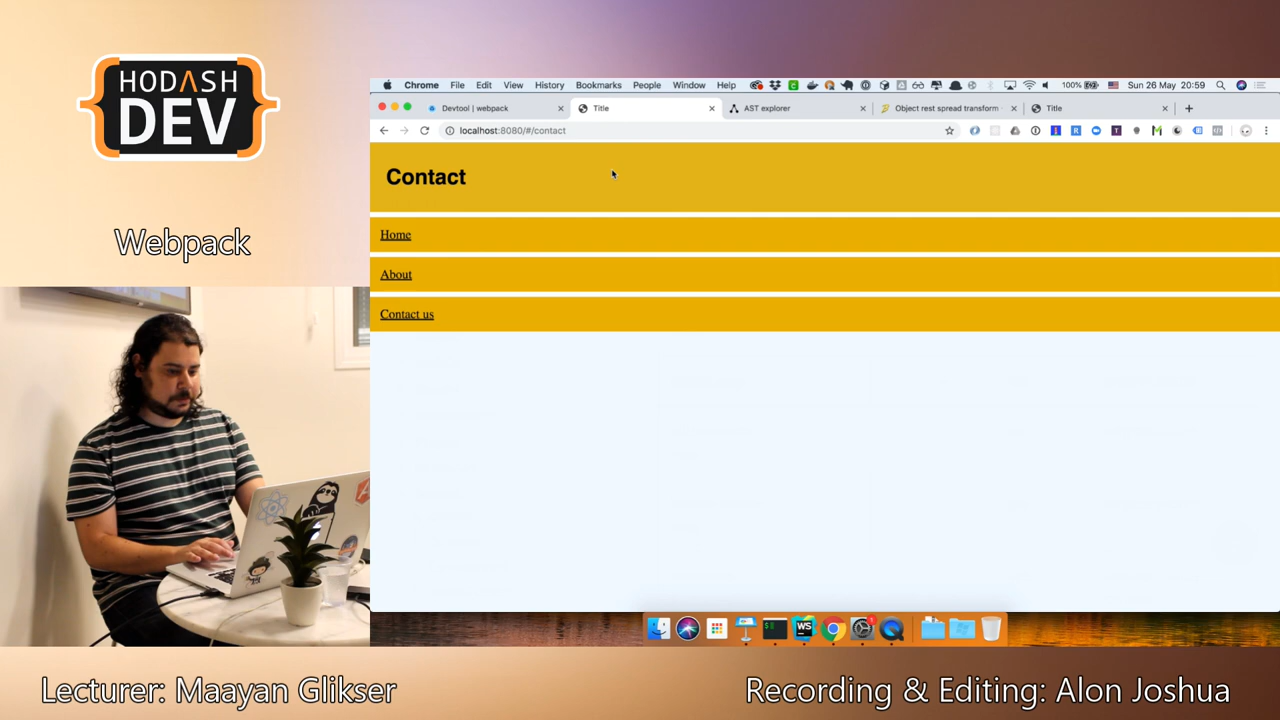 HODASH
DEV
Webpack
Chrome File Edit View History Bookmarks People Window Help 100% Sun 26 May 20:59
Devtool | webpack Title AST explorer Object rest spread transform Title
localhost:8080/#/contact
Contact
Home
About
Contact us
Lecturer: Maayan Glikser
Recording & Editing: Alon Joshua